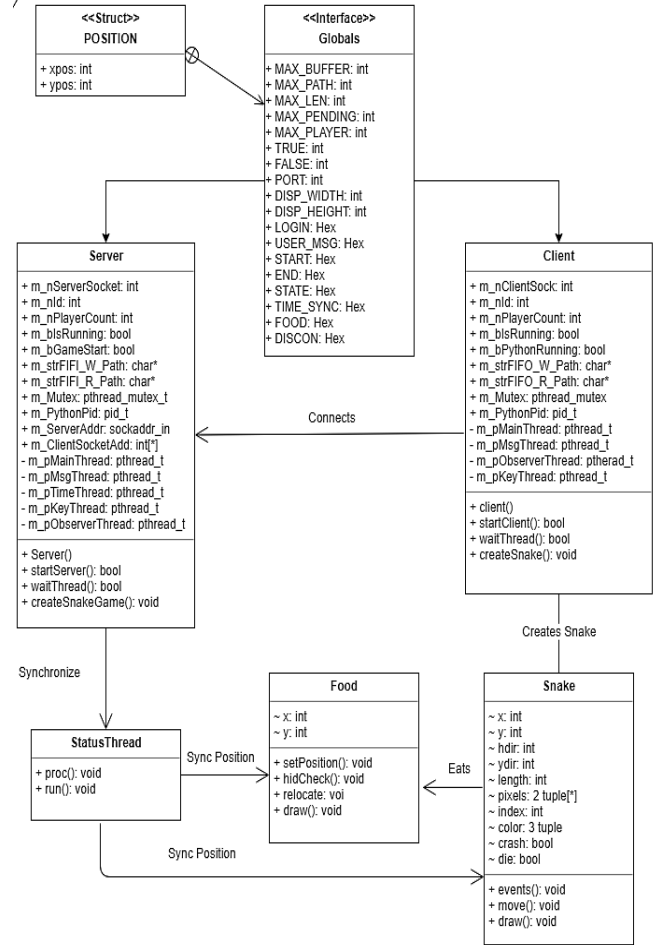 <<Struct>>
POSITION
+ xpos: int
+ ypos: int
<<Interface>>
Globals
+ MAX_BUFFER: int
+ MAX_PATH: int
+ MAX_LEN: int
+ MAX_PENDING: int
+ MAX_PLAYER: int
+ TRUE: int
+ FALSE: int
+ PORT: int
+ DISP_WIDTH: int
+ DISP_HEIGHT: int
+ LOGIN: Hex
+ USER_MSG: Hex
+ START: Hex
+ END: Hex
+ STATE: Hex
+ TIME_SYNC: Hex
+ FOOD: Hex
+ DISCON: Hex
Server
+ m_nServerSocket: int
+ m_nId: int
+ m_nPlayerCount: int
+ m_bIsRunning: bool
+ m_bGameStart: bool
+ m_strFIFI_W_Path: char*
+ m_strFIFI_R_Path: char*
+ m_Mutex: pthread_mutex_t
+ m_PythonPid: pid_t
+ m_ServerAddr: sockaddr_in
+ m_ClientSocketAdd: int[*]
- m_pMainThread: pthread_t
- m_pMsgThread: pthread_t
- m_pTimeThread: pthread_t
- m_pKeyThread: pthread_t
- m_pObserverThread: pthread_t
+ Server()
+ startServer(): bool
+ waitThread(): bool
+ createSnakeGame(): void
Client
+ m_nClientSock: int
+ m_nId: int
+ m_nPlayerCount: int
+ m_bIsRunning: bool
+ m_bPythonRunning: bool
+ m_strFIFO_W_Path: char*
+ m_strFIFO_R_Path: char*
+ m_Mutex: pthread_mutex
+ m_PythonPid: pid_t
- m_pMainThread: pthread_t
- m_pMsgThread: pthread_t
- m_pObserverThread: ptherad_t
- m_pKeyThread: pthread_t
+ client()
+ startClient(): bool
+ waitThread(): bool
+ createSnake(): void
Connects
Creates Snake
Synchronize
StatusThread
+ proc(): void
+ run(): void
Sync Position
Food
~ x: int
~ y: int
+ setPosition(): void
+ hidCheck(): void
+ relocate: voi
+ draw(): void
Eats
Snake
~ x: int
~ y: int
~ hdir: int
~ ydir: int
~ length: int
~ pixels: 2 tuple[*]
~ index: int
~ color: 3 tuple
~ crash: bool
~ die: bool
+ events(): void
+ move(): void
+ draw(): void
Sync Position